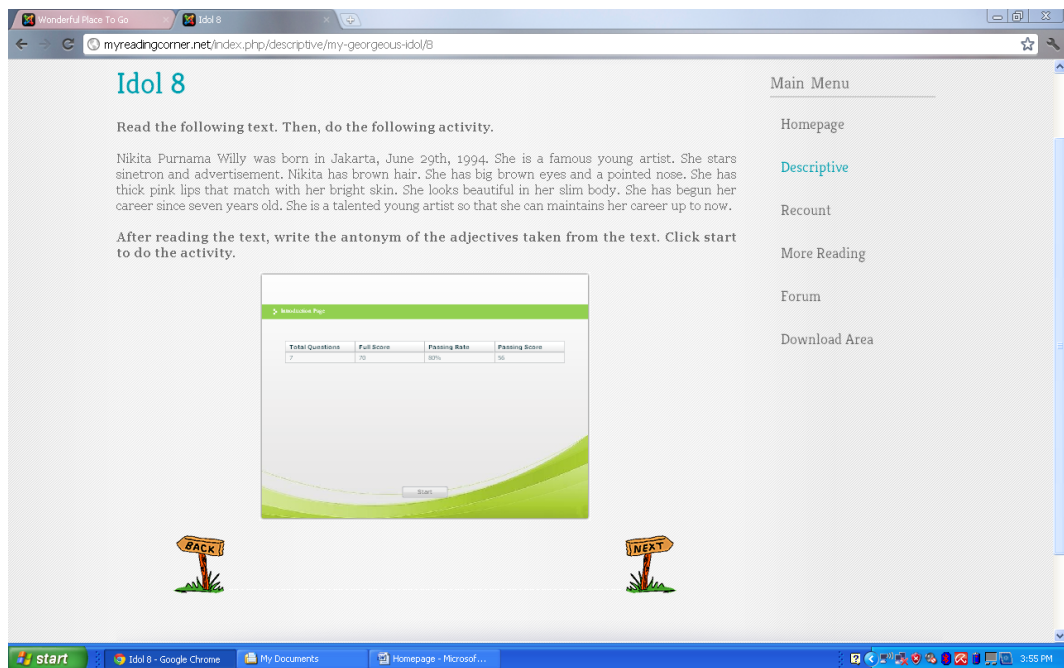 Wonderful Place To Go
Idol 8
myreadingcorner.net/index.php/descriptive/my-georgeous-idol/8
Idol 8
Read the following text. Then, do the following activity.
Nikita Purnama Willy was born in Jakarta, June 29th, 1994. She is a famous young artist. She stars
sinetron and advertisement. Nikita has brown hair. She has big brown eyes and a pointed nose. She has
thick pink lips that match with her bright skin. She looks beautiful in her slim body. She has begun her
career since seven years old. She is a talented young artist so that she can maintains her career up to now.
After reading the text, write the antonym of the adjectives taken from the text. Click start
to do the activity.
Introduction Page
Total Questions Full Score Passing Rate Passing Score
7 70 80% 56
Start
BACK
NEXT
Main Menu
Homepage
Descriptive
Recount
More Reading
Forum
Download Area
start
Idol 8 - Google Chrome
My Documents
Homepage - Microsof...
3:55 PM